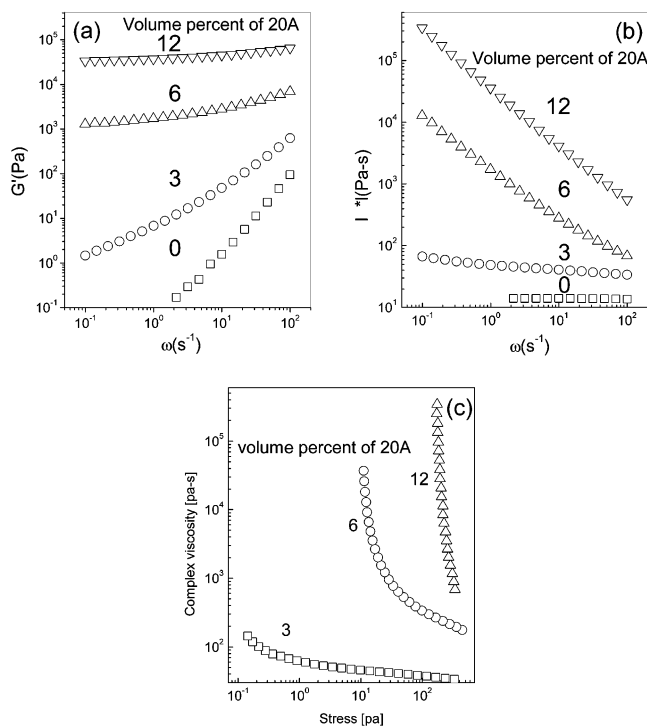 (a)
Volume percent of 20A
12
6
3
0
G'(Pa)
10⁵
10⁴
10³
10²
10¹
10⁰
10⁻¹
10⁻¹ 10⁰ 10¹ 10²
ω(s⁻¹)
(b)
Volume percent of 20A
12
6
3
0
I *I(Pa-s)
10⁵
10⁴
10³
10²
10¹
10⁻¹ 10⁰ 10¹ 10²
ω(s⁻¹)
(c)
volume percent of 20A
12
6
3
Complex viscosity [pa-s]
10⁵
10⁴
10³
10²
10⁻¹ 10⁰ 10¹ 10²
Stress [pa]